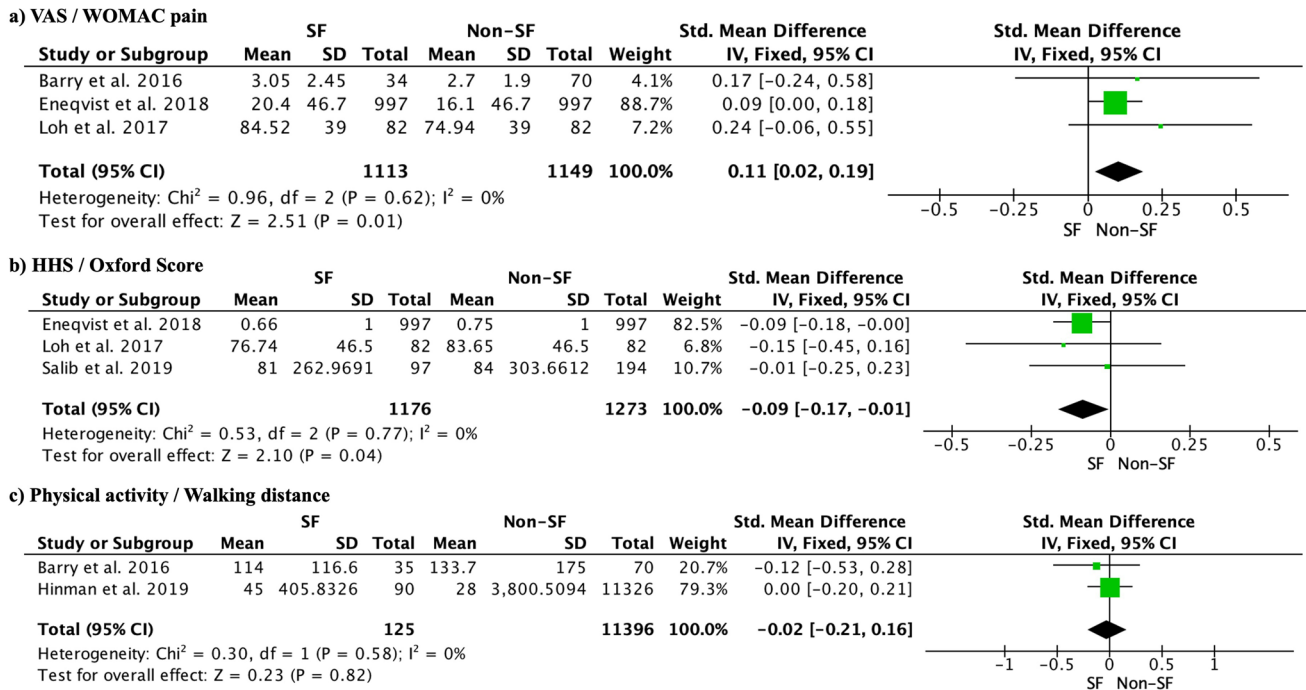 a) VAS / WOMAC pain
SF Non-SF Std. Mean Difference Std. Mean Difference
Study or Subgroup Mean SD Total Mean SD Total Weight IV, Fixed, 95% CI IV, Fixed, 95% CI
Barry et al. 2016 3.05 2.45 34 2.7 1.9 70 4.1% 0.17 [−0.24, 0.58]
Eneqvist et al. 2018 20.4 46.7 997 16.1 46.7 997 88.7% 0.09 [0.00, 0.18]
Loh et al. 2017 84.52 39 82 74.94 39 82 7.2% 0.24 [−0.06, 0.55]
Total (95% CI) 1113 1149 100.0% 0.11 [0.02, 0.19]
Heterogeneity: Chi² = 0.96, df = 2 (P = 0.62); I² = 0%
Test for overall effect: Z = 2.51 (P = 0.01)
−0.5 −0.25 0 0.25 0.5
SF Non-SF
b) HHS / Oxford Score
SF Non-SF Std. Mean Difference Std. Mean Difference
Study or Subgroup Mean SD Total Mean SD Total Weight IV, Fixed, 95% CI IV, Fixed, 95% CI
Eneqvist et al. 2018 0.66 1 997 0.75 1 997 82.5% −0.09 [−0.18, −0.00]
Loh et al. 2017 76.74 46.5 82 83.65 46.5 82 6.8% −0.15 [−0.45, 0.16]
Salib et al. 2019 81 262.9691 97 84 303.6612 194 10.7% −0.01 [−0.25, 0.23]
Total (95% CI) 1176 1273 100.0% −0.09 [−0.17, −0.01]
Heterogeneity: Chi² = 0.53, df = 2 (P = 0.77); I² = 0%
Test for overall effect: Z = 2.10 (P = 0.04)
−0.5 −0.25 0 0.25 0.5
SF Non-SF
c) Physical activity / Walking distance
SF Non-SF Std. Mean Difference Std. Mean Difference
Study or Subgroup Mean SD Total Mean SD Total Weight IV, Fixed, 95% CI IV, Fixed, 95% CI
Barry et al. 2016 114 116.6 35 133.7 175 70 20.7% −0.12 [−0.53, 0.28]
Hinman et al. 2019 45 405.8326 90 28 3,800.5094 11326 79.3% 0.00 [−0.20, 0.21]
Total (95% CI) 125 11396 100.0% −0.02 [−0.21, 0.16]
Heterogeneity: Chi² = 0.30, df = 1 (P = 0.58); I² = 0%
Test for overall effect: Z = 0.23 (P = 0.82)
−1 −0.5 0 0.5 1
SF Non-SF